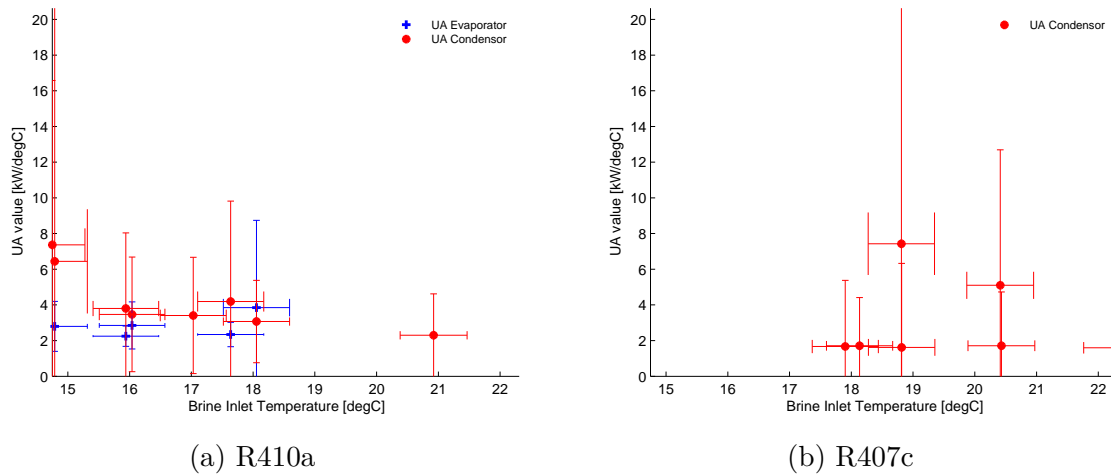 UA Evaporator
UA Condensor
20
18
16
14
12
10
8
6
4
2
0
UA value [kW/degC]
15 16 17 18 19 20 21 22
Brine Inlet Temperature [degC]
(a) R410a
UA Condensor
20
18
16
14
12
10
8
6
4
2
0
UA value [kW/degC]
15 16 17 18 19 20 21 22
Brine Inlet Temperature [degC]
(b) R407c